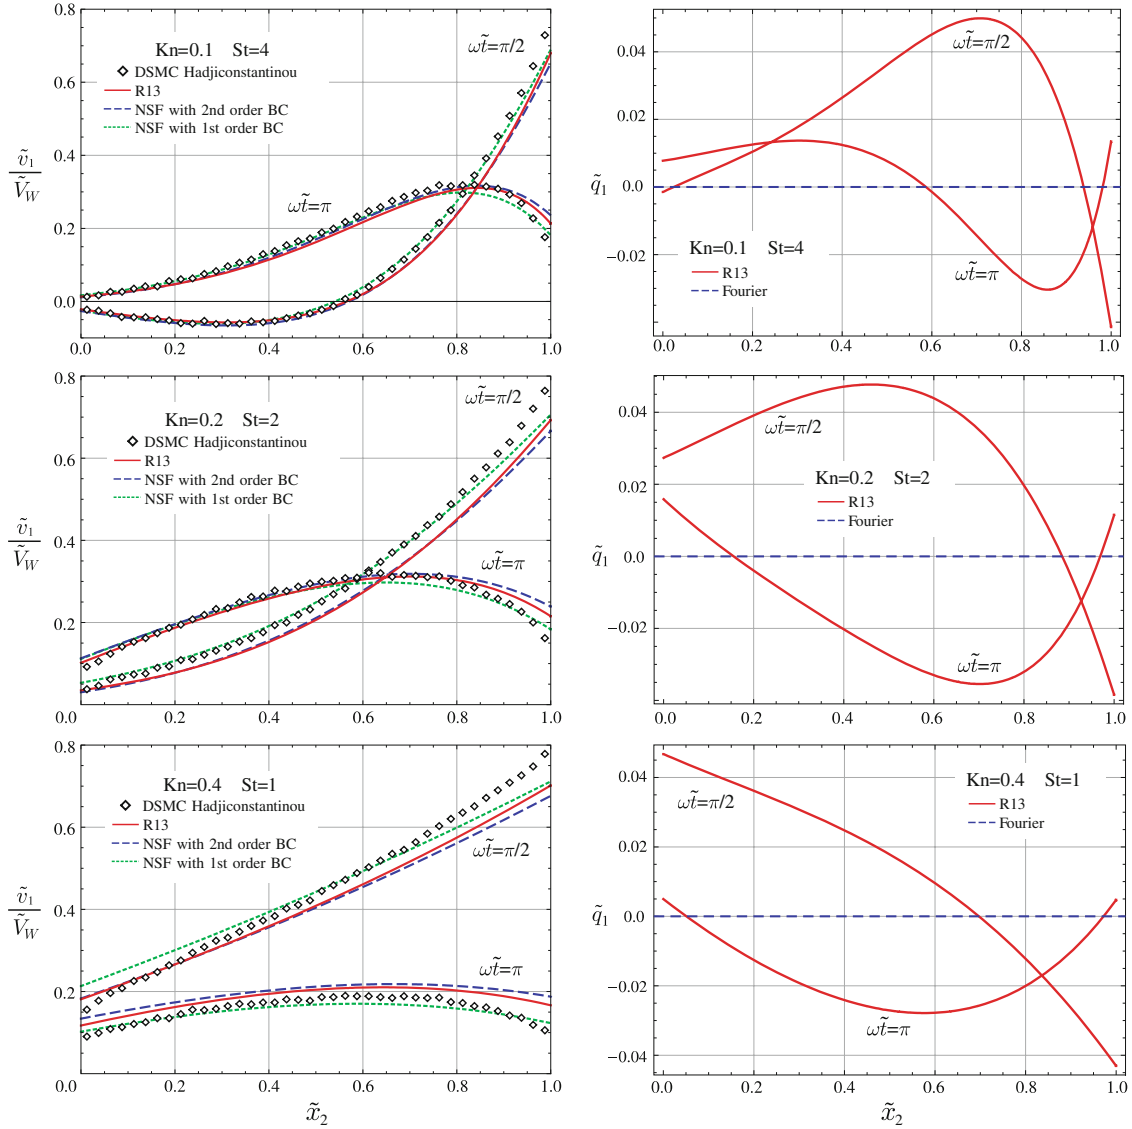 0.8
Kn=0.1 St=4
DSMC Hadjiconstantinou
R13
NSF with 2nd order BC
NSF with 1st order BC
ωt̃=π/2
ωt̃=π
0.6
0.4
0.2
0.0
ṽ₁/Ṽ_W
0.0 0.2 0.4 0.6 0.8 1.0
0.04
0.02
0.0
−0.02
q̃₁
ωt̃=π/2
Kn=0.1 St=4
R13
Fourier
ωt̃=π
0.0 0.2 0.4 0.6 0.8 1.0
0.8
Kn=0.2 St=2
DSMC Hadjiconstantinou
R13
NSF with 2nd order BC
NSF with 1st order BC
ωt̃=π/2
ωt̃=π
0.6
0.4
0.2
ṽ₁/Ṽ_W
0.0 0.2 0.4 0.6 0.8 1.0
0.04
0.02
0.0
−0.02
q̃₁
ωt̃=π/2
Kn=0.2 St=2
R13
Fourier
ωt̃=π
0.0 0.2 0.4 0.6 0.8 1.0
0.8
Kn=0.4 St=1
DSMC Hadjiconstantinou
R13
NSF with 2nd order BC
NSF with 1st order BC
ωt̃=π/2
ωt̃=π
0.6
0.4
0.2
ṽ₁/Ṽ_W
0.0 0.2 0.4 0.6 0.8 1.0
x̃₂
0.04
0.02
0.0
−0.02
−0.04
q̃₁
Kn=0.4 St=1
R13
Fourier
ωt̃=π/2
ωt̃=π
0.0 0.2 0.4 0.6 0.8 1.0
x̃₂